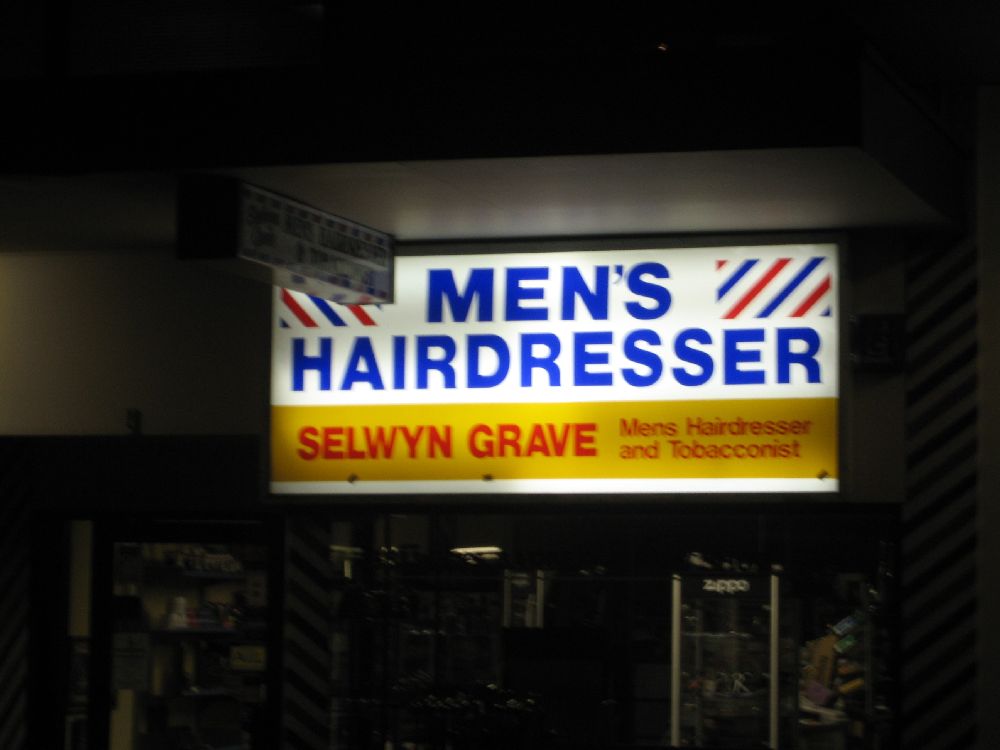 MEN'S
HAIRDRESSER
SELWYN GRAVE
Mens Hairdresser
and Tobacconist
ZIPPO